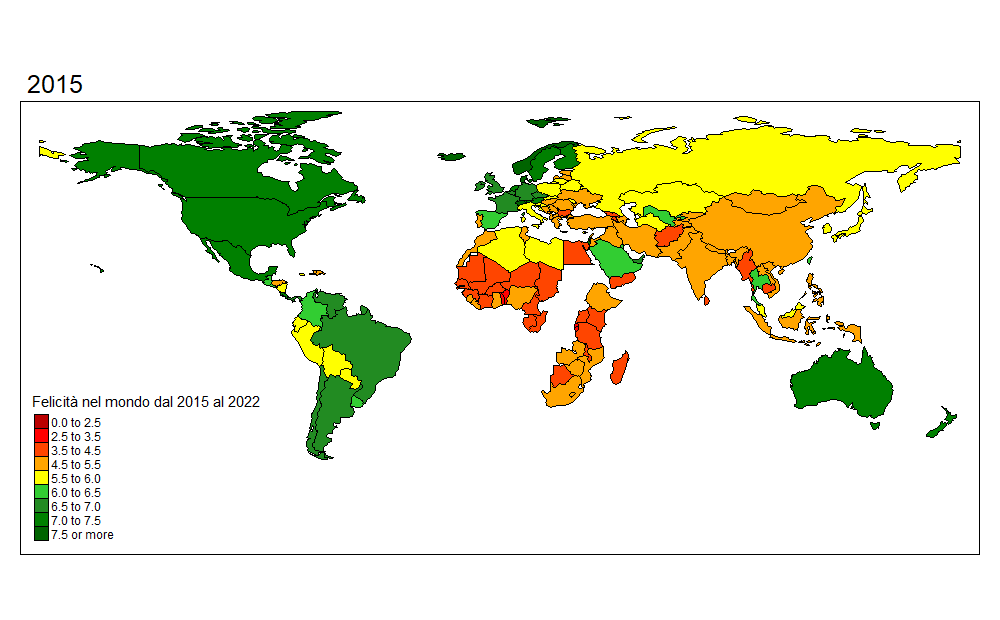 2015
Felicità nel mondo dal 2015 al 2022
0.0 to 2.5
2.5 to 3.5
3.5 to 4.5
4.5 to 5.5
5.5 to 6.0
6.0 to 6.5
6.5 to 7.0
7.0 to 7.5
7.5 or more